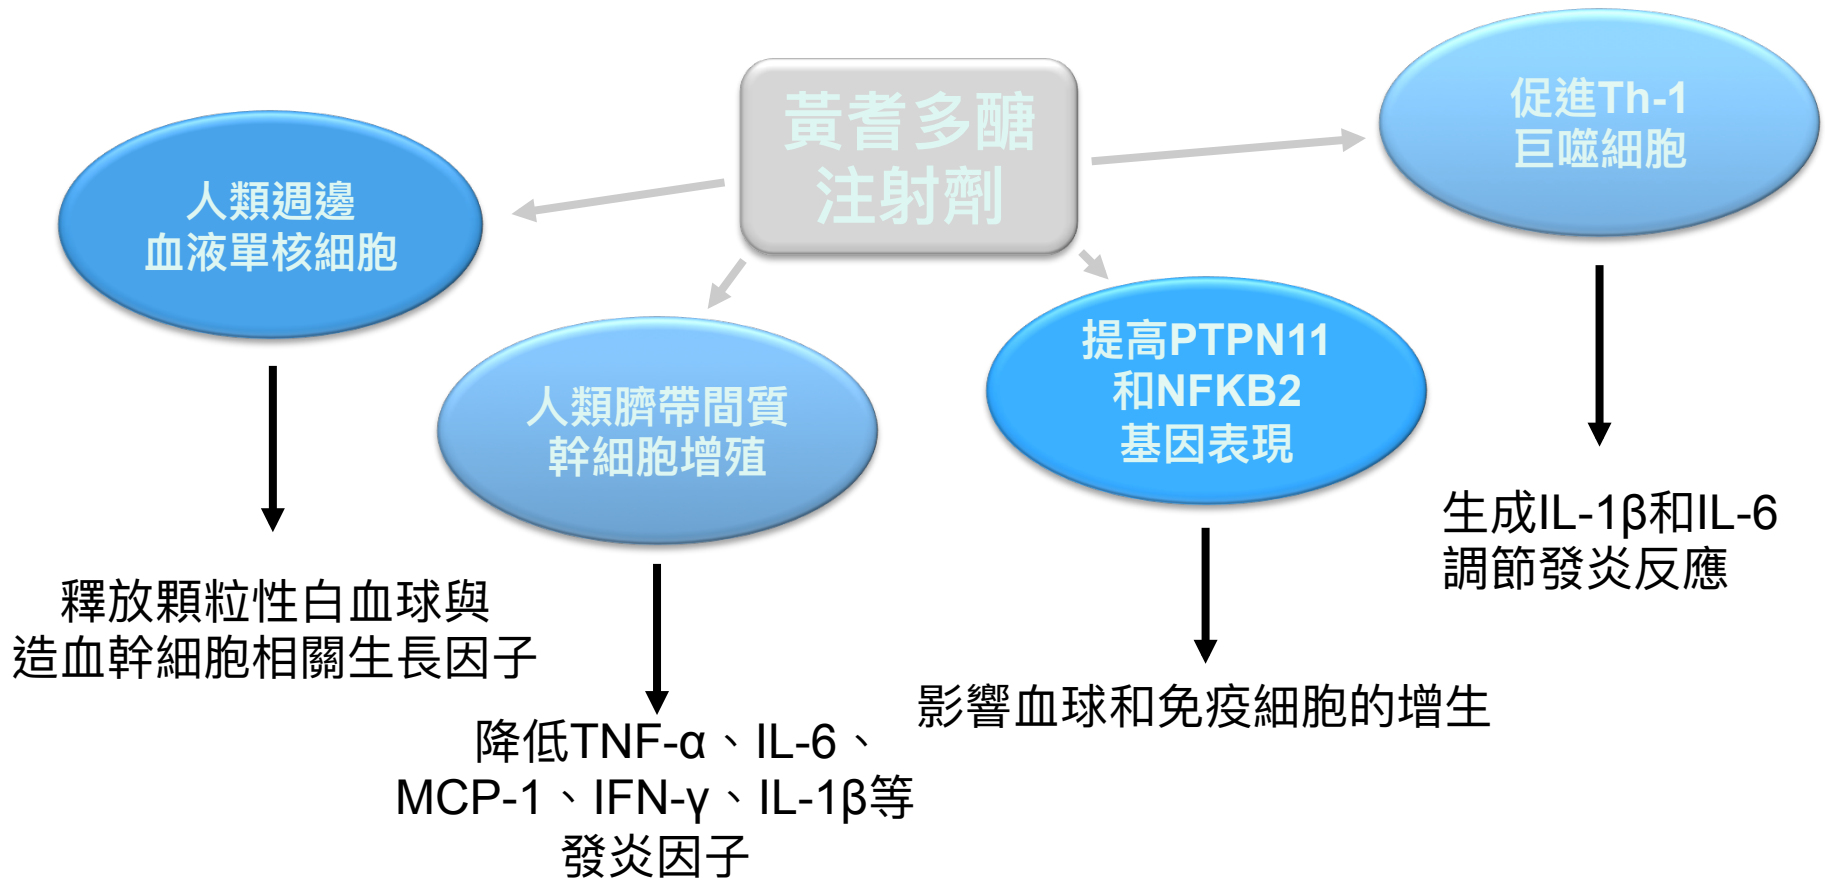 黃耆多醣
注射劑
人類週邊
血液單核細胞
釋放顆粒性白血球與
造血幹細胞相關生長因子
人類臍帶間質
幹細胞增殖
降低TNF-α、IL-6、
MCP-1、IFN-γ、IL-1β等
發炎因子
提高PTPN11
和NFKB2
基因表現
影響血球和免疫細胞的增生
促進Th-1
巨噬細胞
生成IL-1β和IL-6
調節發炎反應